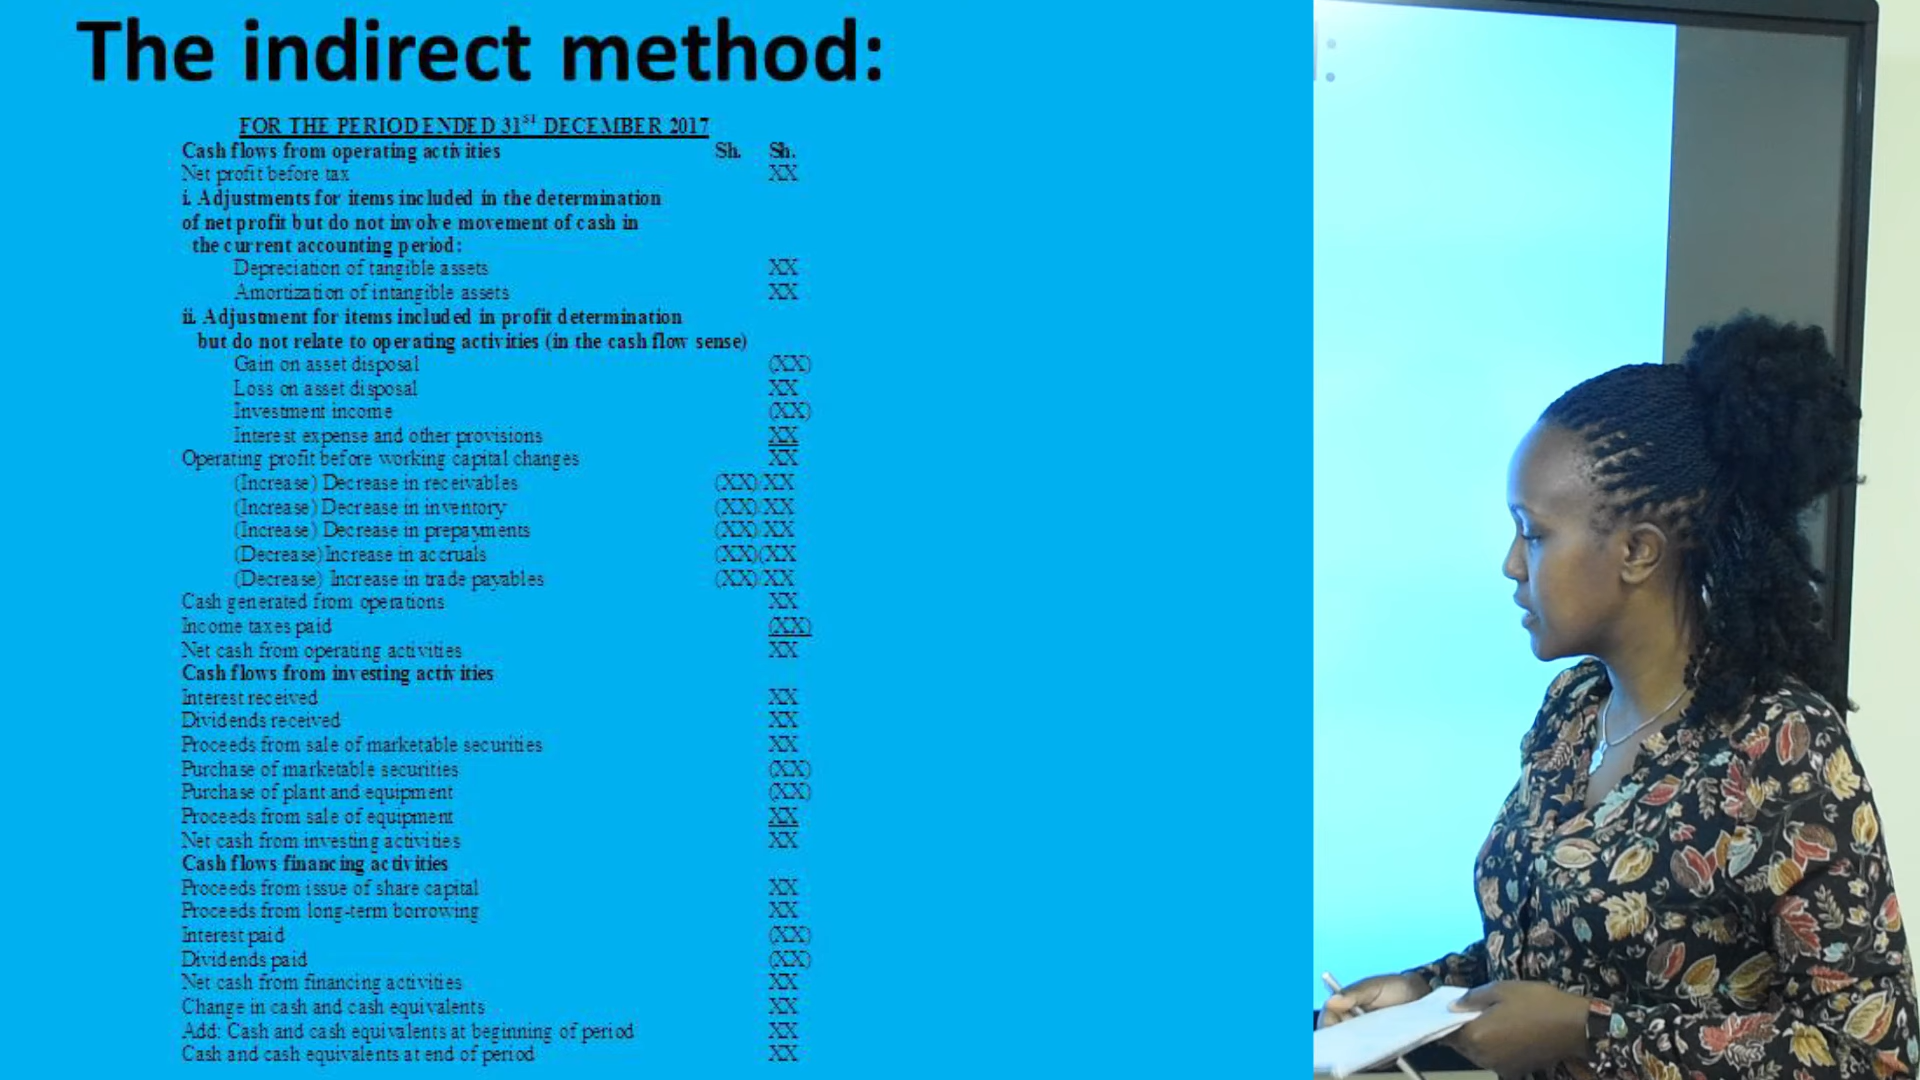 The indirect method:
FOR THE PERIOD ENDED 31ST DECEMBER 2017
Cash flows from operating activities Sh. Sh.
Net profit before tax XX
i. Adjustments for items included in the determination
of net profit but do not involve movement of cash in
the current accounting period:
Depreciation of tangible assets XX
Amortization of intangible assets XX
ii. Adjustment for items included in profit determination
but do not relate to operating activities (in the cash flow sense)
Gain on asset disposal (XX)
Loss on asset disposal XX
Investment income (XX)
Interest expense and other provisions XX
Operating profit before working capital changes XX
(Increase) Decrease in receivables (XX) XX
(Increase) Decrease in inventory (XX) XX
(Increase) Decrease in prepayments (XX) XX
(Decrease) Increase in accruals (XX)(XX
(Decrease) Increase in trade payables (XX) XX
Cash generated from operations XX
Income taxes paid (XX)
Net cash from operating activities XX
Cash flows from investing activities
Interest received XX
Dividends received XX
Proceeds from sale of marketable securities XX
Purchase of marketable securities (XX)
Purchase of plant and equipment (XX)
Proceeds from sale of equipment XX
Net cash from investing activities XX
Cash flows financing activities
Proceeds from issue of share capital XX
Proceeds from long-term borrowing XX
Interest paid (XX)
Dividends paid (XX)
Net cash from financing activities XX
Change in cash and cash equivalents XX
Add: Cash and cash equivalents at beginning of period XX
Cash and cash equivalents at end of period XX